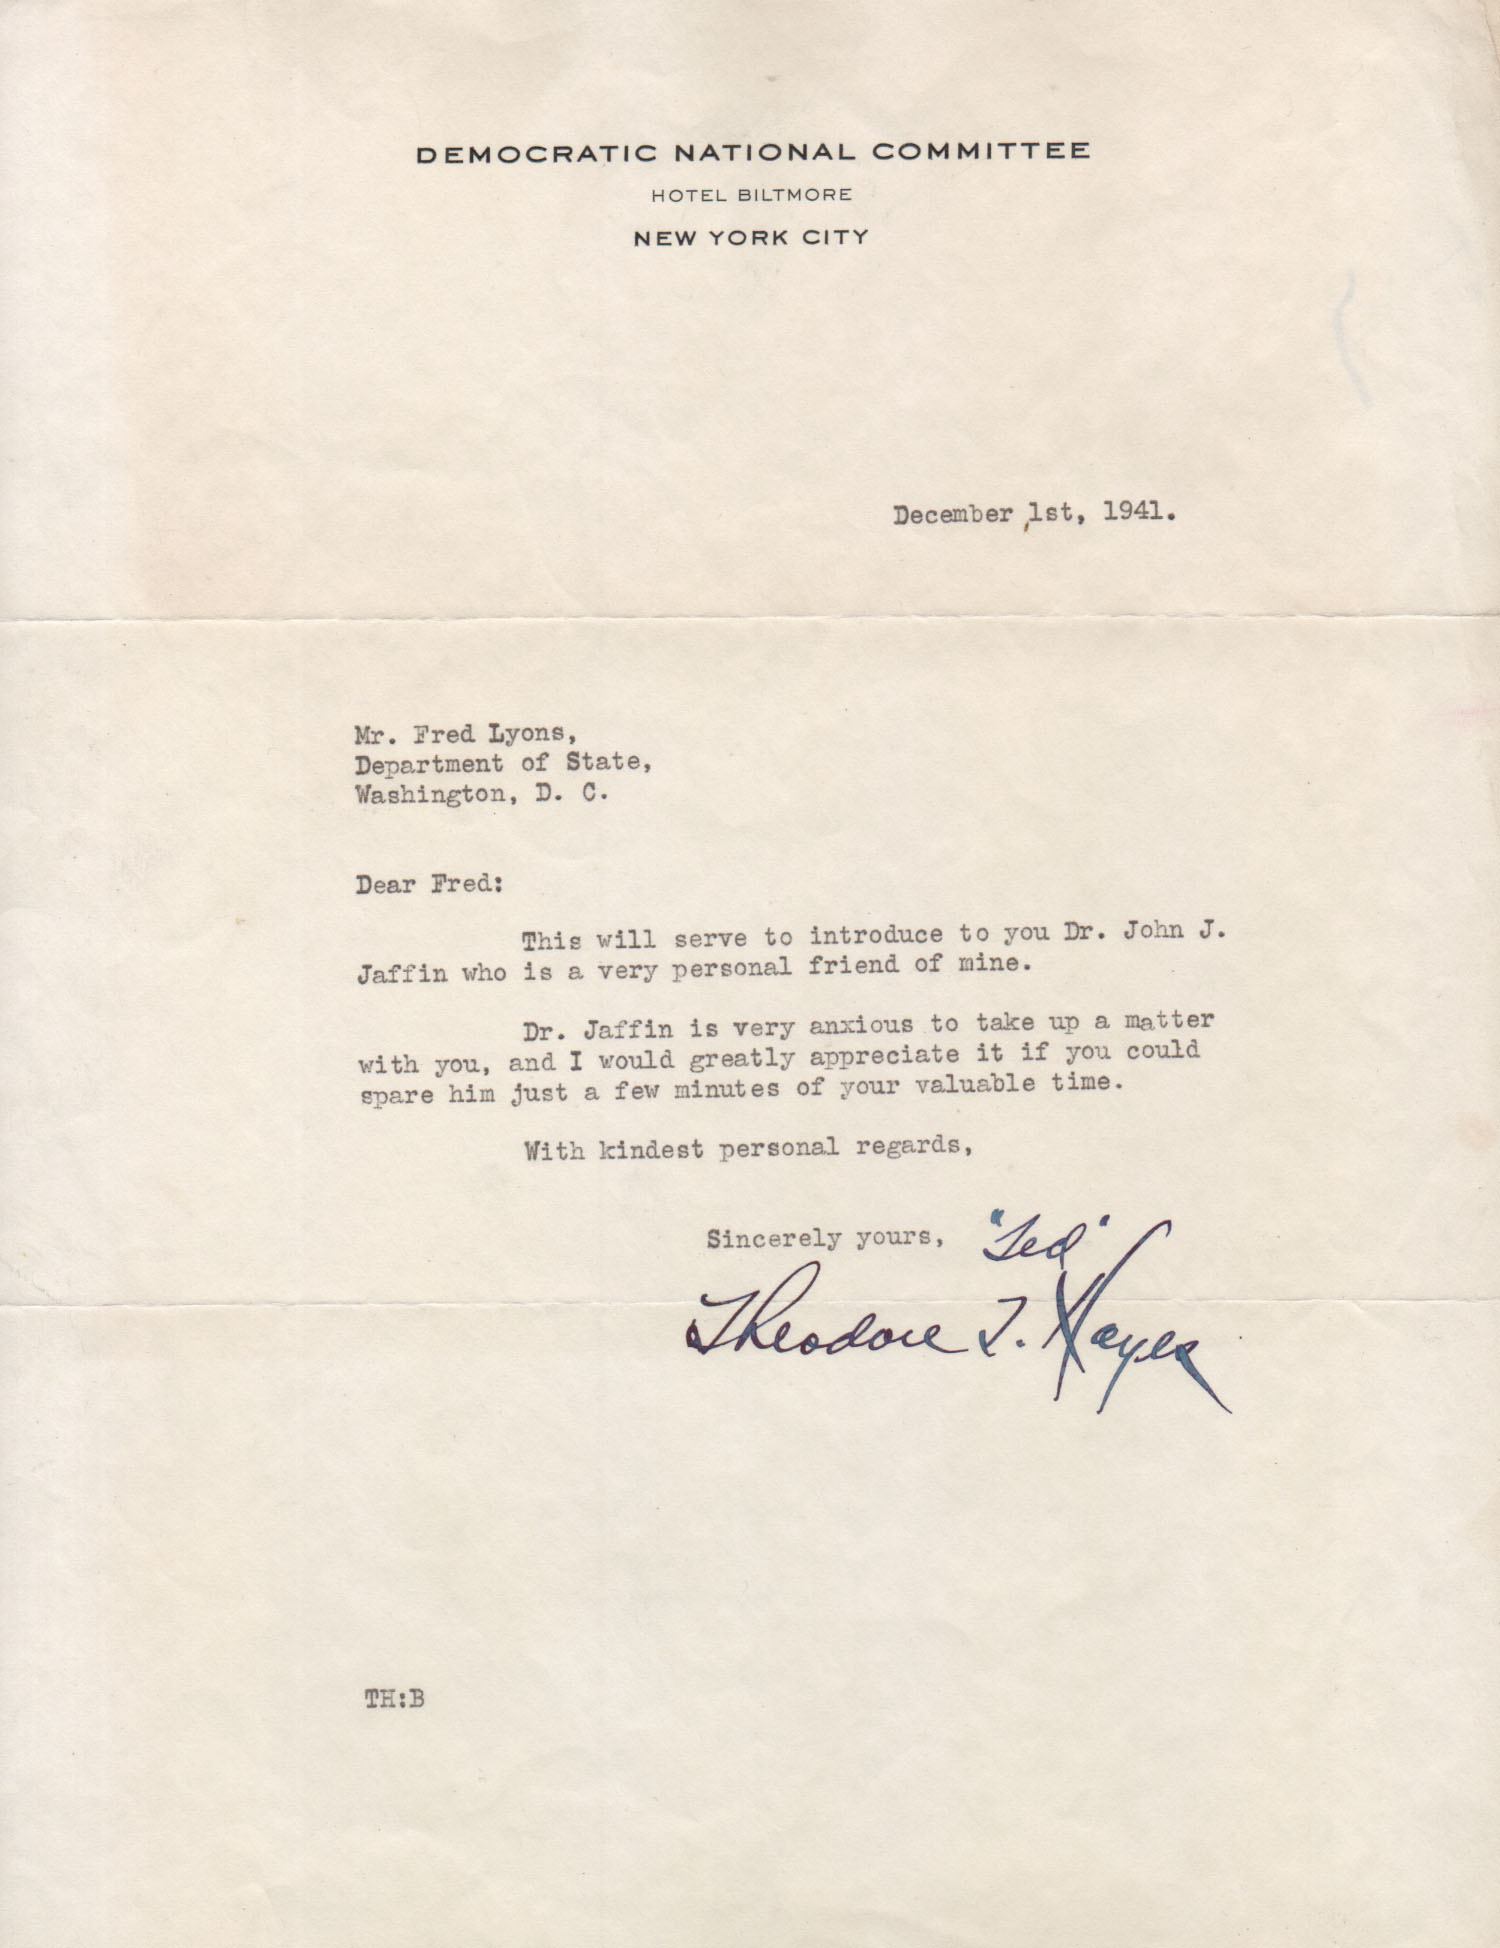 DEMOCRATIC NATIONAL COMMITTEE
HOTEL BILTMORE
NEW YORK CITY
December 1st, 1941.
Mr. Fred Lyons,
Department of State,
Washington, D. C.
Dear Fred:
This will serve to introduce to you Dr. John J.
Jaffin who is a very personal friend of mine.
Dr. Jaffin is very anxious to take up a matter
with you, and I would greatly appreciate it if you could
spare him just a few minutes of your valuable time.
With kindest personal regards,
Sincerely yours, "Ted"
Theodore T. Hayes
TH:B